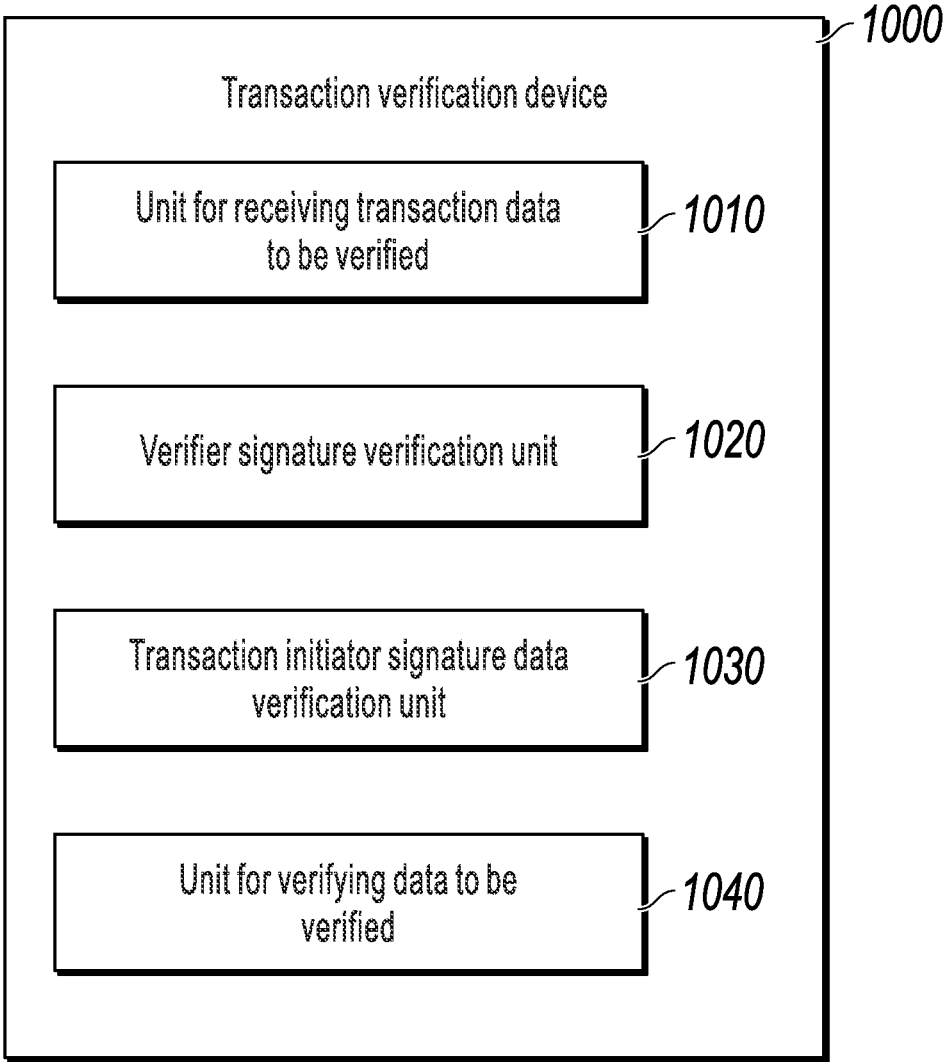 1000
Transaction verification device
Unit for receiving transaction data
to be verified
1010
Verifier signature verification unit
1020
Transaction initiator signature data
verification unit
1030
Unit for verifying data to be
verified
1040